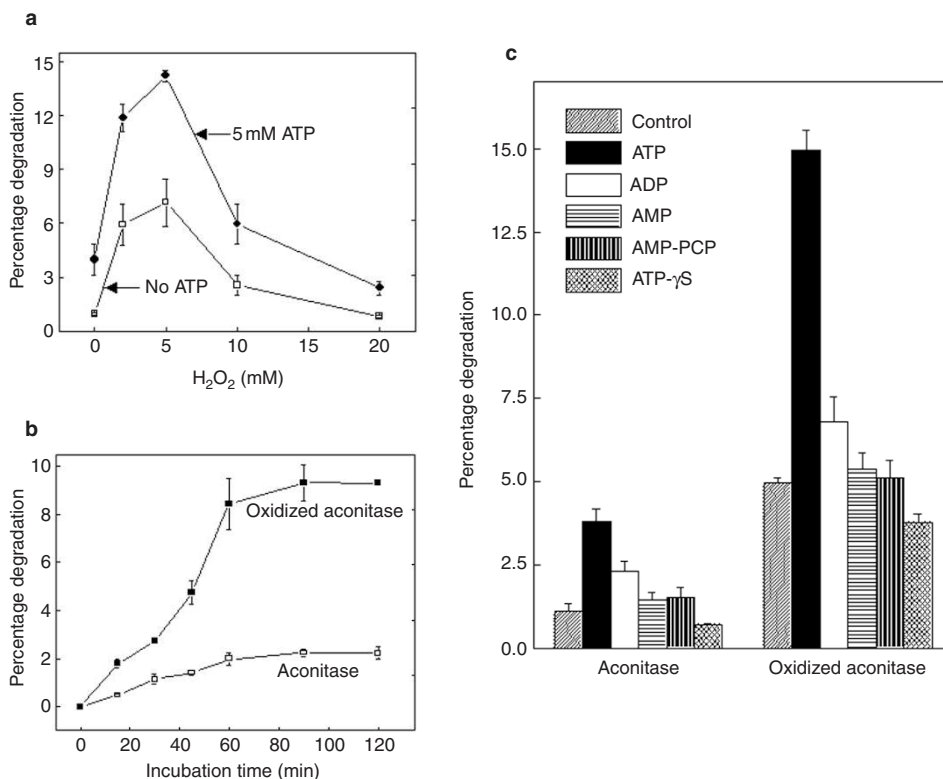 a
Percentage degradation
15
12
9
6
3
0
5 mM ATP
No ATP
0 5 10 15 20
H₂O₂ (mM)
b
Percentage degradation
10
8
6
4
2
0
Oxidized aconitase
Aconitase
0 20 40 60 80 100 120
Incubation time (min)
c
Percentage degradation
15.0
12.5
10.0
7.5
5.0
2.5
0.0
Control
ATP
ADP
AMP
AMP-PCP
ATP-γS
Aconitase Oxidized aconitase